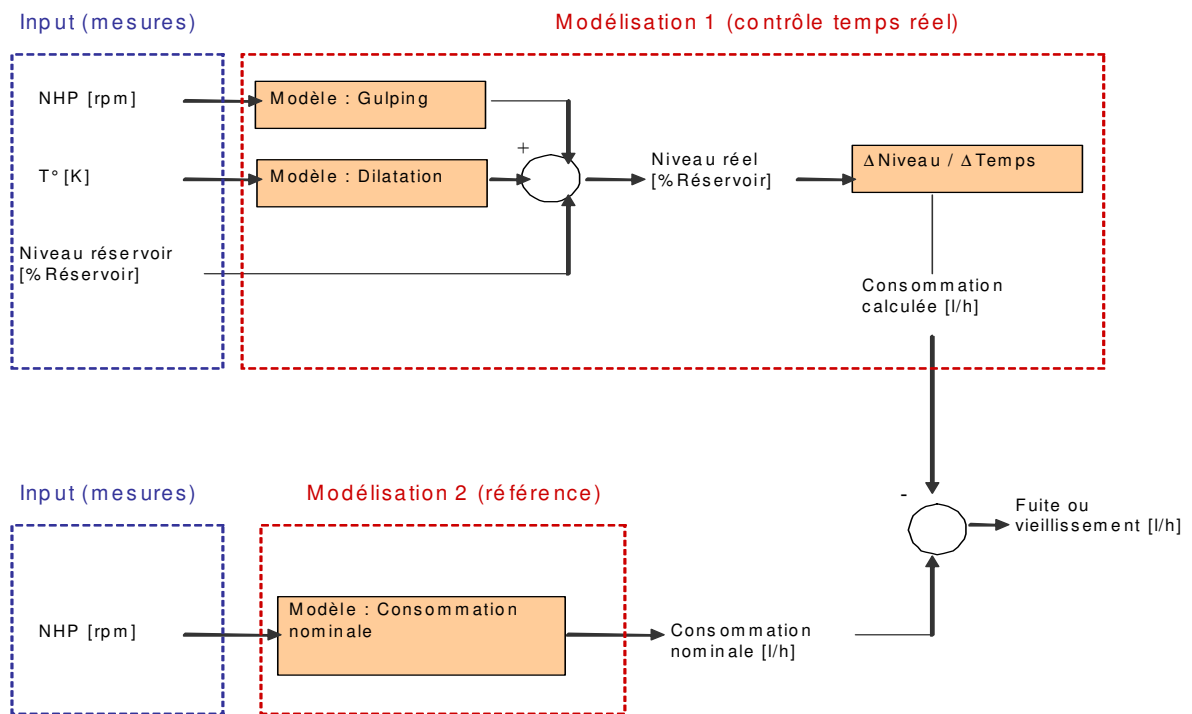 Input (mesures)
Modélisation 1 (contrôle temps réel)
NHP [rpm]
Modèle : Gulping
+
T° [K]
Modèle : Dilatation
Niveau réel
[%Réservoir]
ΔNiveau / ΔTemps
Niveau réservoir
[%Réservoir]
Consommation
calculée [l/h]
Input (mesures)
Modélisation 2 (référence)
-
Fuite ou
vieillissement [l/h]
NHP [rpm]
Modèle : Consommation
nominale
Consommation
nominale [l/h]